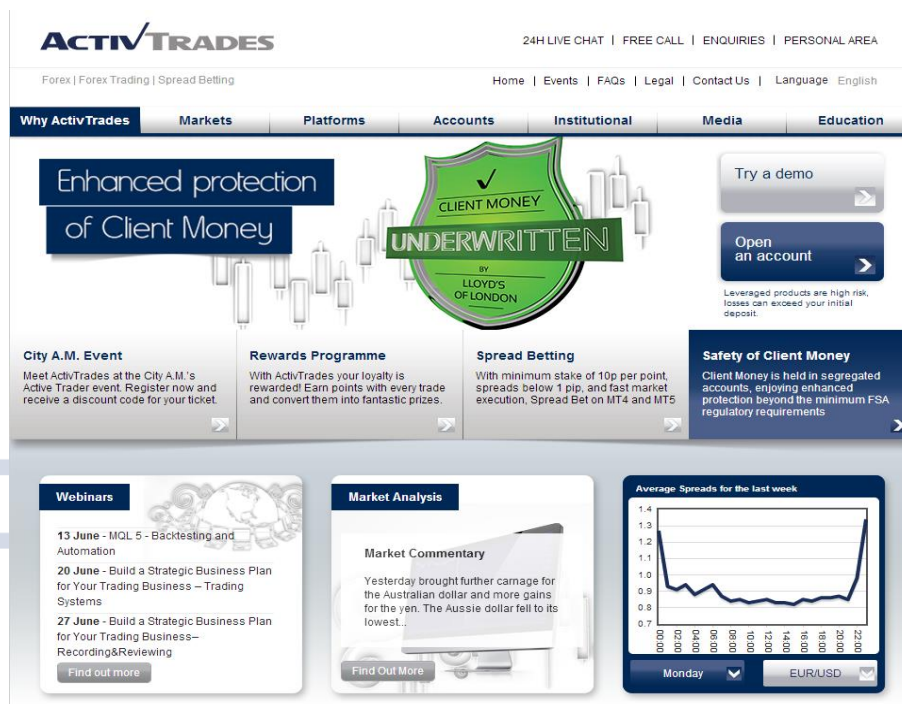 ACTIVTRADES
24H LIVE CHAT | FREE CALL | ENQUIRIES | PERSONAL AREA
Forex | Forex Trading | Spread Betting
Home | Events | FAQs | Legal | Contact Us | Language English
Why ActivTrades Markets Platforms Accounts Institutional Media Education
Enhanced protection
of Client Money
CLIENT MONEY
UNDERWRITTEN
BY
LLOYD'S
OF LONDON
Try a demo
Open
an account
Leveraged products are high risk,
losses can exceed your initial
deposit.
City A.M. Event
Meet ActivTrades at the City A.M.'s
Active Trader event. Register now and
receive a discount code for your ticket.
Rewards Programme
With ActivTrades your loyalty is
rewarded! Earn points with every trade
and convert them into fantastic prizes.
Spread Betting
With minimum stake of 10p per point,
spreads below 1 pip, and fast market
execution, Spread Bet on MT4 and MT5
Safety of Client Money
Client Money is held in segregated
accounts, enjoying enhanced
protection beyond the minimum FSA
regulatory requirements
Webinars
13 June - MQL 5 - Backtesting and
Automation
20 June - Build a Strategic Business Plan
for Your Trading Business – Trading
Systems
27 June - Build a Strategic Business Plan
for Your Trading Business–
Recording&Reviewing
Find out more
Market Analysis
Market Commentary
Yesterday brought further carnage for
the Australian dollar and more gains
for the yen. The Aussie dollar fell to its
lowest...
Find Out More
Average Spreads for the last week
1.4
1.3
1.2
1.1
1.0
0.9
0.8
0.7
00:00 02:00 04:00 06:00 08:00 10:00 12:00 14:00 16:00 18:00 20:00 22:00
Monday EUR/USD